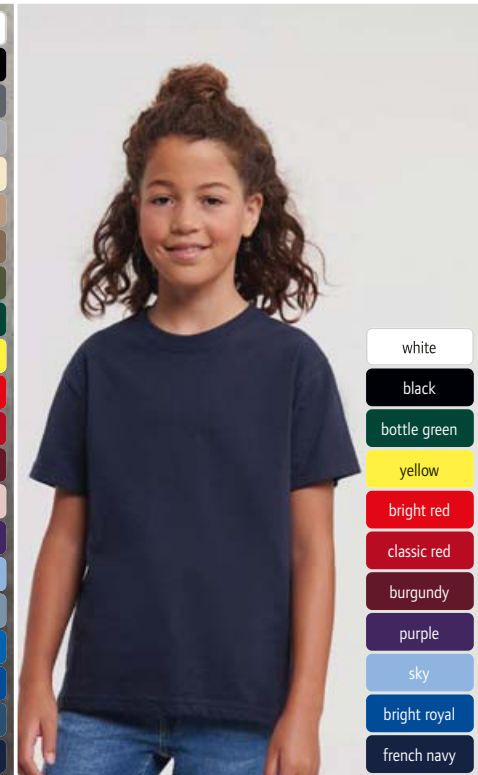 white
black
bottle green
yellow
bright red
classic red
burgundy
purple
sky
bright royal
french navy